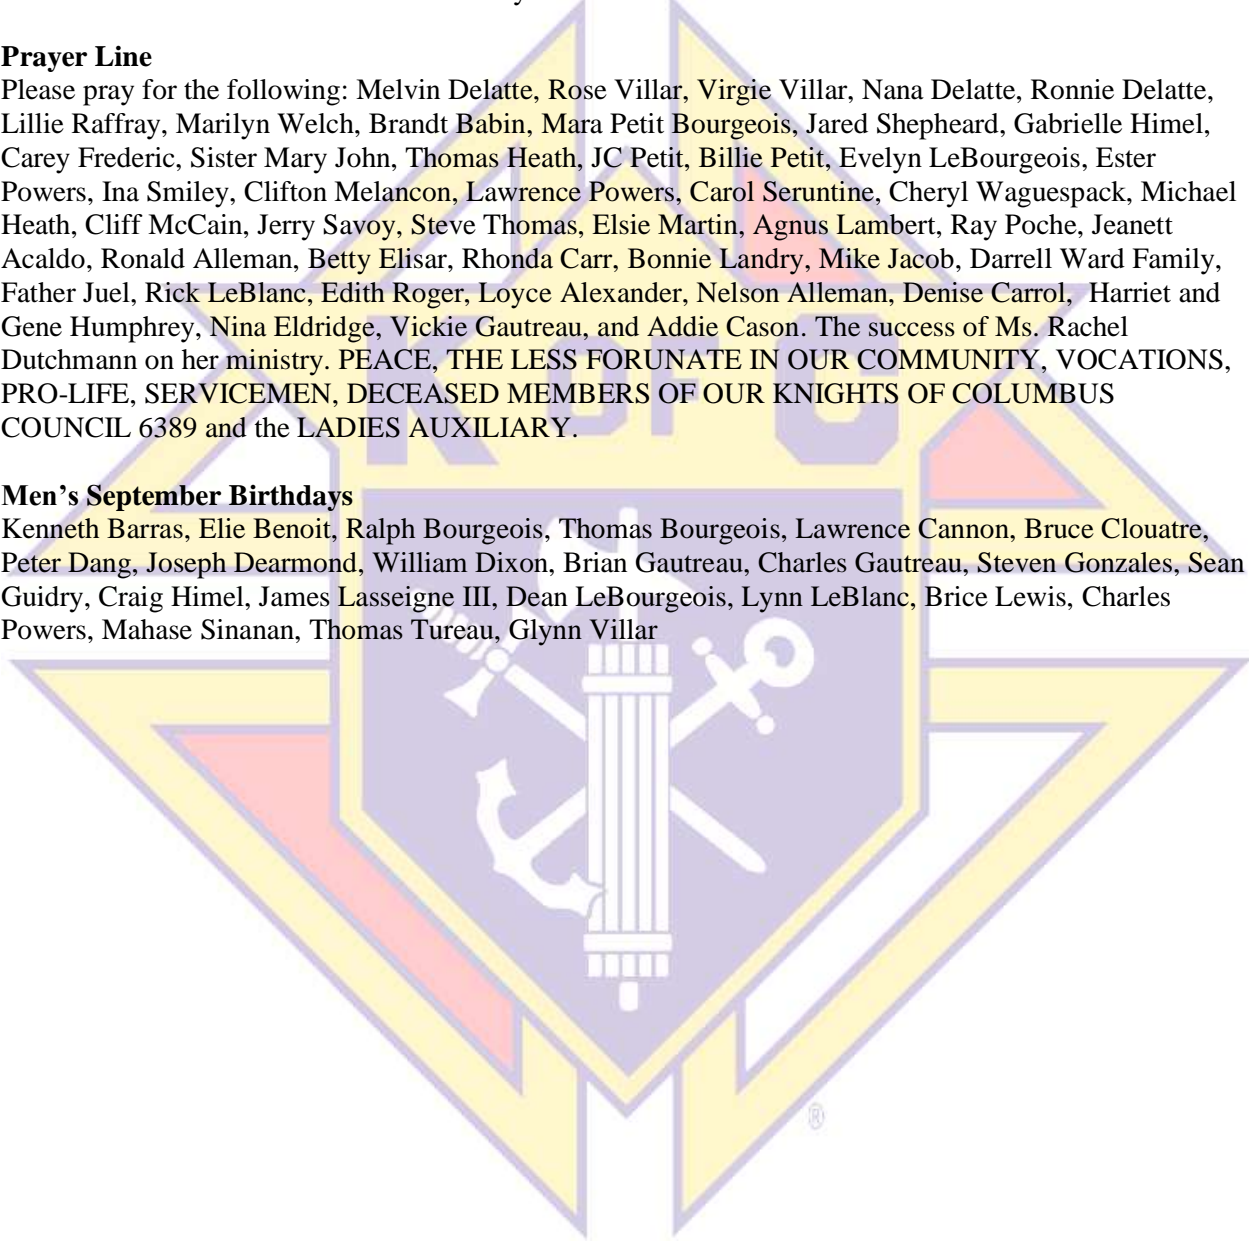 Prayer Line
Please pray for the following: Melvin Delatte, Rose Villar, Virgie Villar, Nana Delatte, Ronnie Delatte,
Lillie Raffray, Marilyn Welch, Brandt Babin, Mara Petit Bourgeois, Jared Shepheard, Gabrielle Himel,
Carey Frederic, Sister Mary John, Thomas Heath, JC Petit, Billie Petit, Evelyn LeBourgeois, Ester
Powers, Ina Smiley, Clifton Melancon, Lawrence Powers, Carol Seruntine, Cheryl Waguespack, Michael
Heath, Cliff McCain, Jerry Savoy, Steve Thomas, Elsie Martin, Agnus Lambert, Ray Poche, Jeanett
Acaldo, Ronald Alleman, Betty Elisar, Rhonda Carr, Bonnie Landry, Mike Jacob, Darrell Ward Family,
Father Juel, Rick LeBlanc, Edith Roger, Loyce Alexander, Nelson Alleman, Denise Carrol,  Harriet and
Gene Humphrey, Nina Eldridge, Vickie Gautreau, and Addie Cason. The success of Ms. Rachel
Dutchmann on her ministry. PEACE, THE LESS FORUNATE IN OUR COMMUNITY, VOCATIONS,
PRO-LIFE, SERVICEMEN, DECEASED MEMBERS OF OUR KNIGHTS OF COLUMBUS
COUNCIL 6389 and the LADIES AUXILIARY.
K OF C
Men’s September Birthdays
Kenneth Barras, Elie Benoit, Ralph Bourgeois, Thomas Bourgeois, Lawrence Cannon, Bruce Clouatre,
Peter Dang, Joseph Dearmond, William Dixon, Brian Gautreau, Charles Gautreau, Steven Gonzales, Sean
Guidry, Craig Himel, James Lasseigne III, Dean LeBourgeois, Lynn LeBlanc, Brice Lewis, Charles
Powers, Mahase Sinanan, Thomas Tureau, Glynn Villar
®